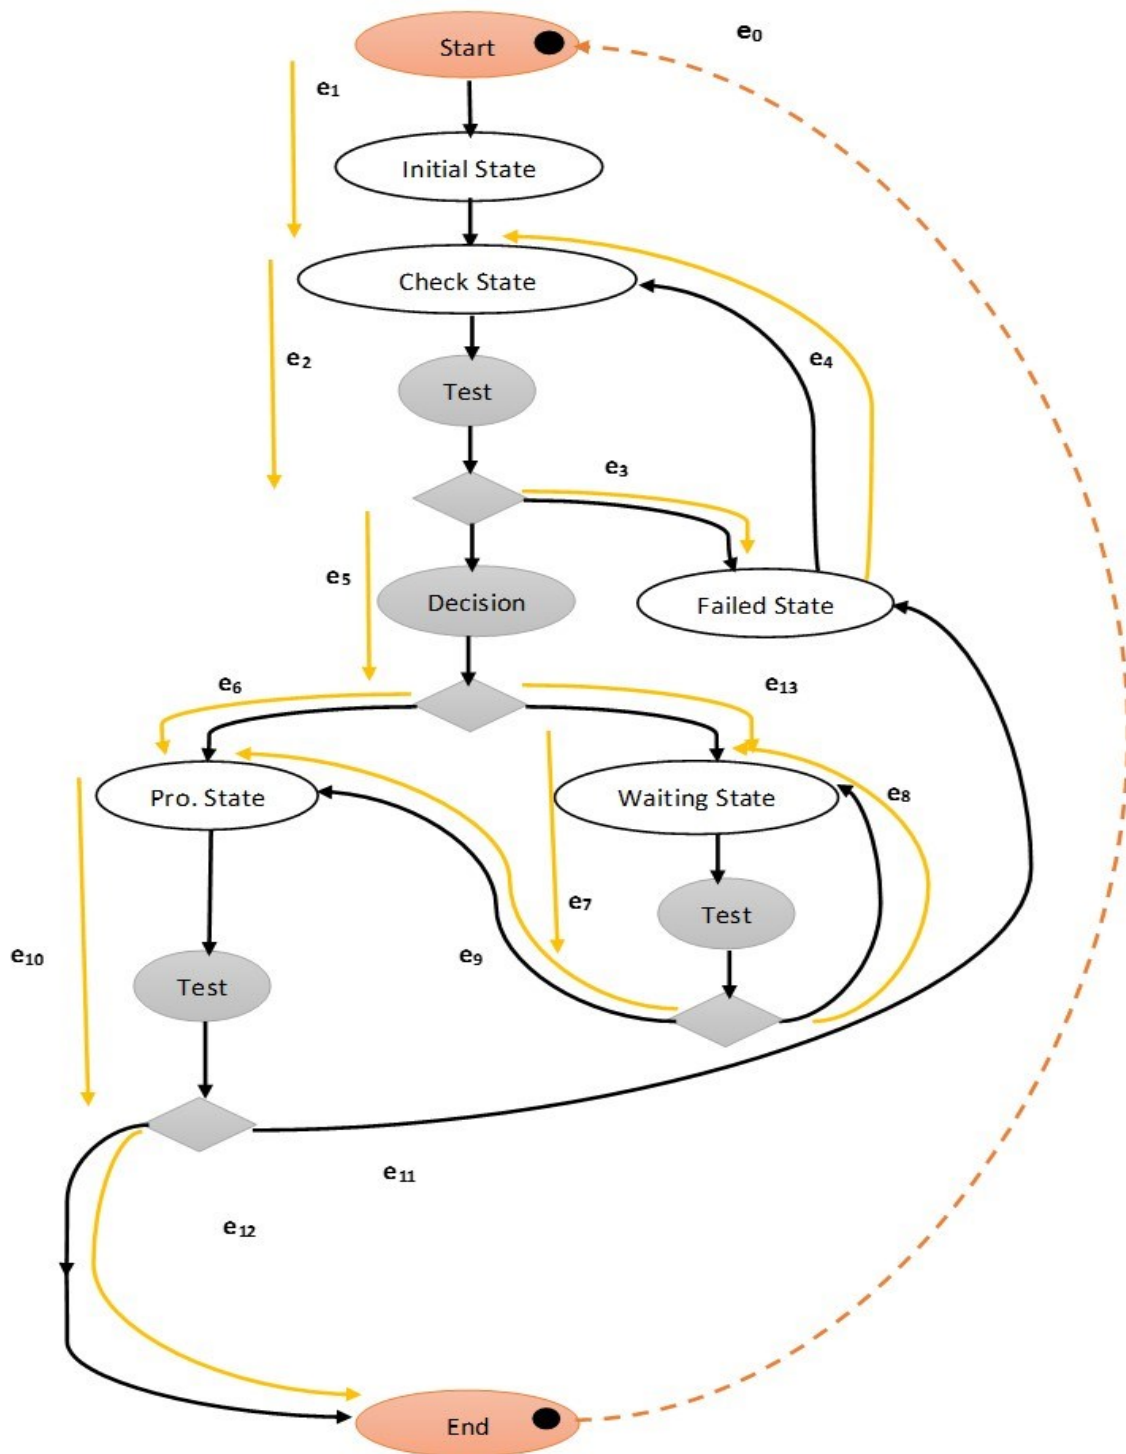 e₀
Start
e₁
Initial State
Check State
e₂
e₄
Test
e₃
e₅
Decision
Failed State
e₆
e₁₃
Pro. State
Waiting State
e₈
e₇
Test
e₁₀
e₉
Test
e₁₁
e₁₂
End